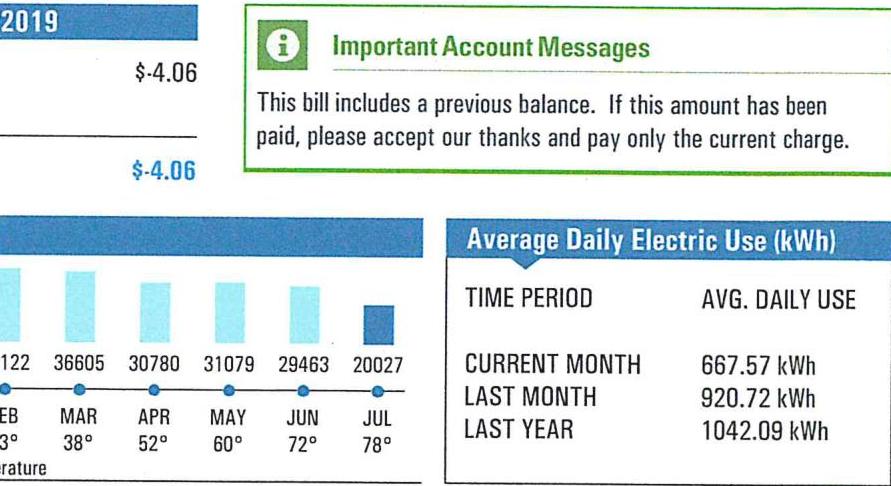 2019
$-4.06
$-4.06
Important Account Messages
This bill includes a previous balance. If this amount has been
paid, please accept our thanks and pay only the current charge.
122 36605 30780 31079 29463 20027
EB MAR APR MAY JUN JUL
3° 38° 52° 60° 72° 78°
erature
Average Daily Electric Use (kWh)
TIME PERIOD AVG. DAILY USE
CURRENT MONTH 667.57 kWh
LAST MONTH 920.72 kWh
LAST YEAR 1042.09 kWh